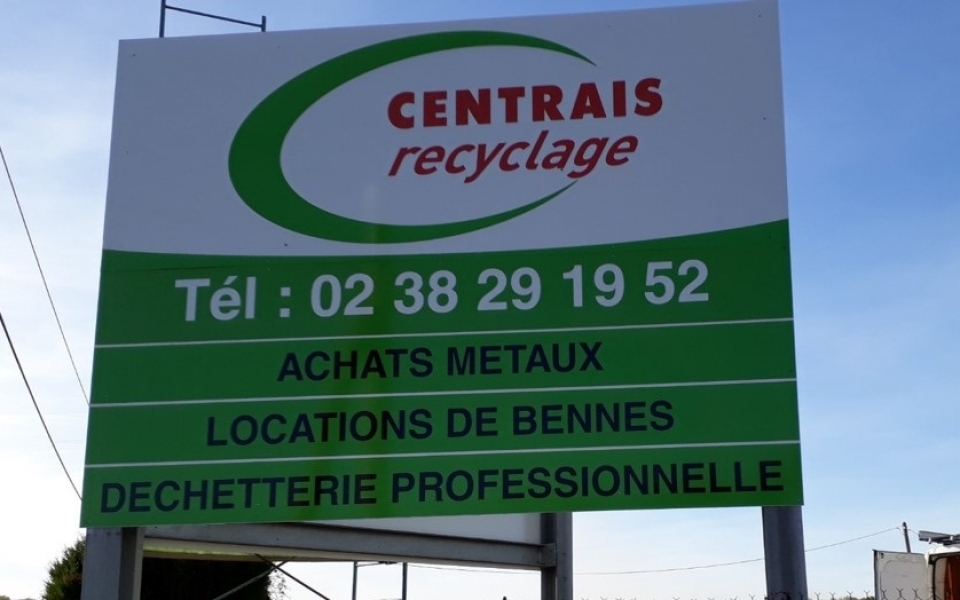 CENTRAIS
recyclage
Tél : 02 38 29 19 52
ACHATS METAUX
LOCATIONS DE BENNES
DECHETTERIE PROFESSIONNELLE